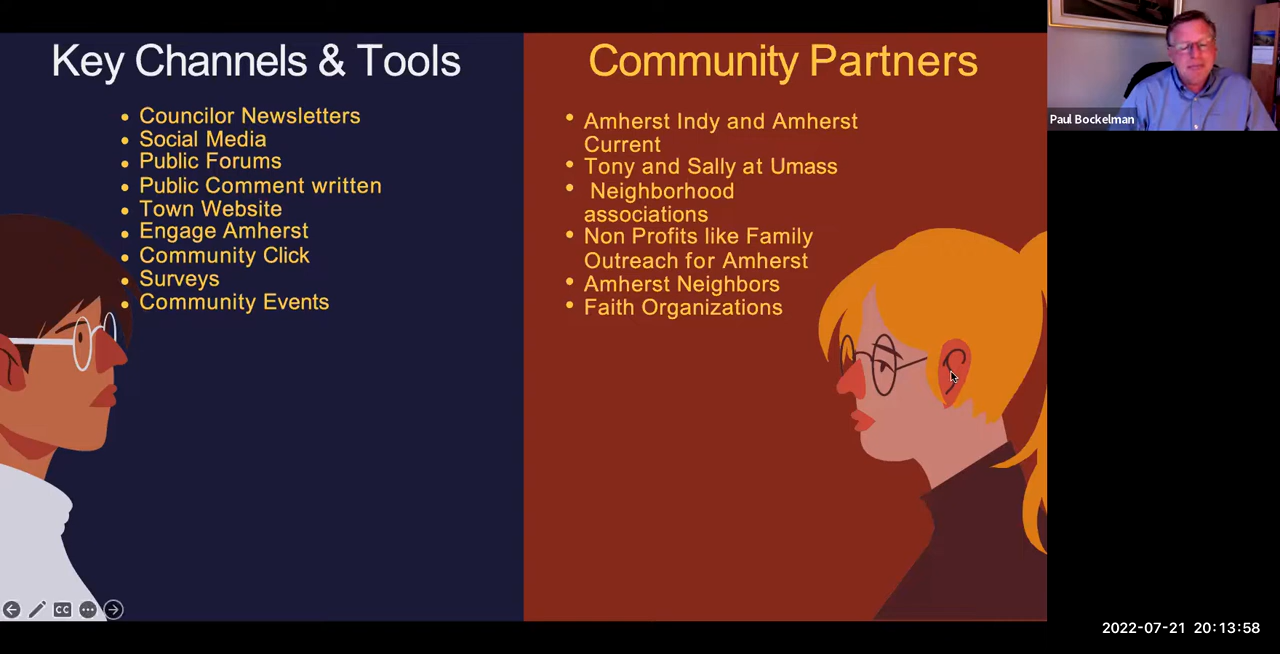 Key Channels & Tools
Councilor Newsletters
Social Media
Public Forums
Public Comment written
Town Website
Engage Amherst
Community Click
Surveys
Community Events
Community Partners
Amherst Indy and Amherst
Current
Tony and Sally at Umass
Neighborhood
associations
Non Profits like Family
Outreach for Amherst
Amherst Neighbors
Faith Organizations
Paul Bockelman
CC
2022-07-21 20:13:58